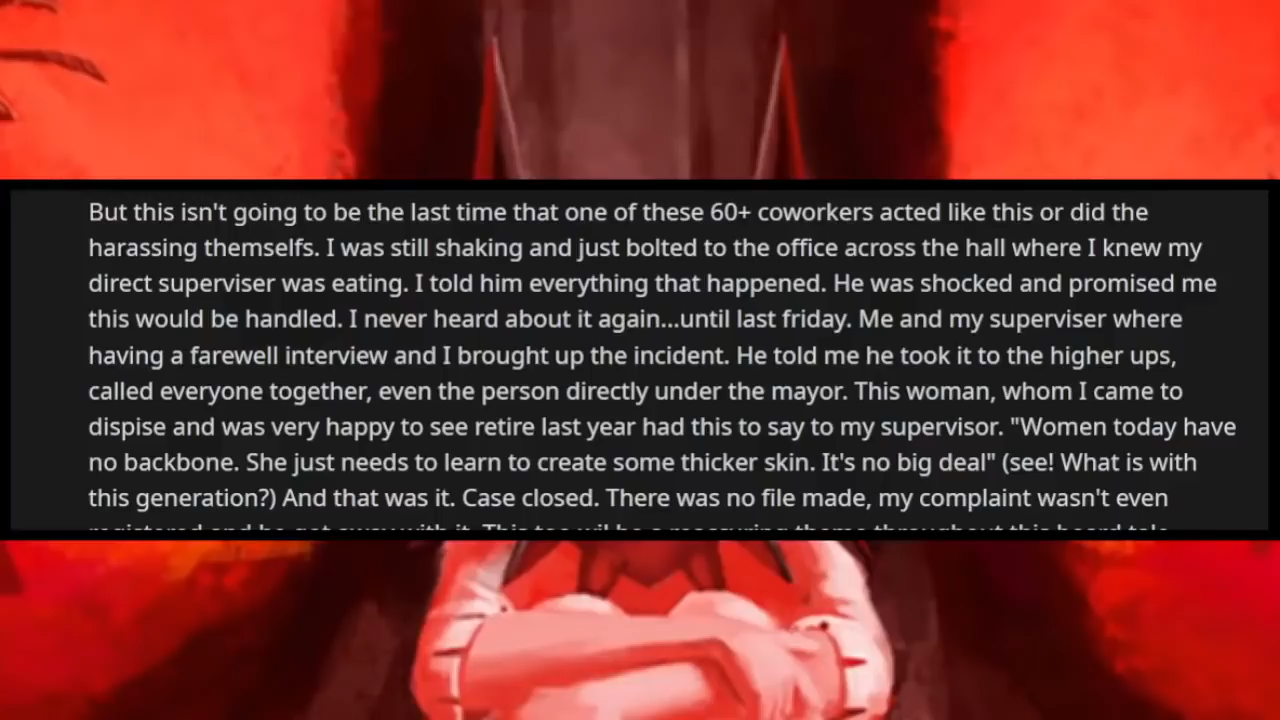 But this isn't going to be the last time that one of these 60+ coworkers acted like this or did the
harassing themselfs. I was still shaking and just bolted to the office across the hall where I knew my
direct superviser was eating. I told him everything that happened. He was shocked and promised me
this would be handled. I never heard about it again...until last friday. Me and my superviser where
having a farewell interview and I brought up the incident. He told me he took it to the higher ups,
called everyone together, even the person directly under the mayor. This woman, whom I came to
dispise and was very happy to see retire last year had this to say to my supervisor. "Women today have
no backbone. She just needs to learn to create some thicker skin. It's no big deal" (see! What is with
this generation?) And that was it. Case closed. There was no file made, my complaint wasn't even